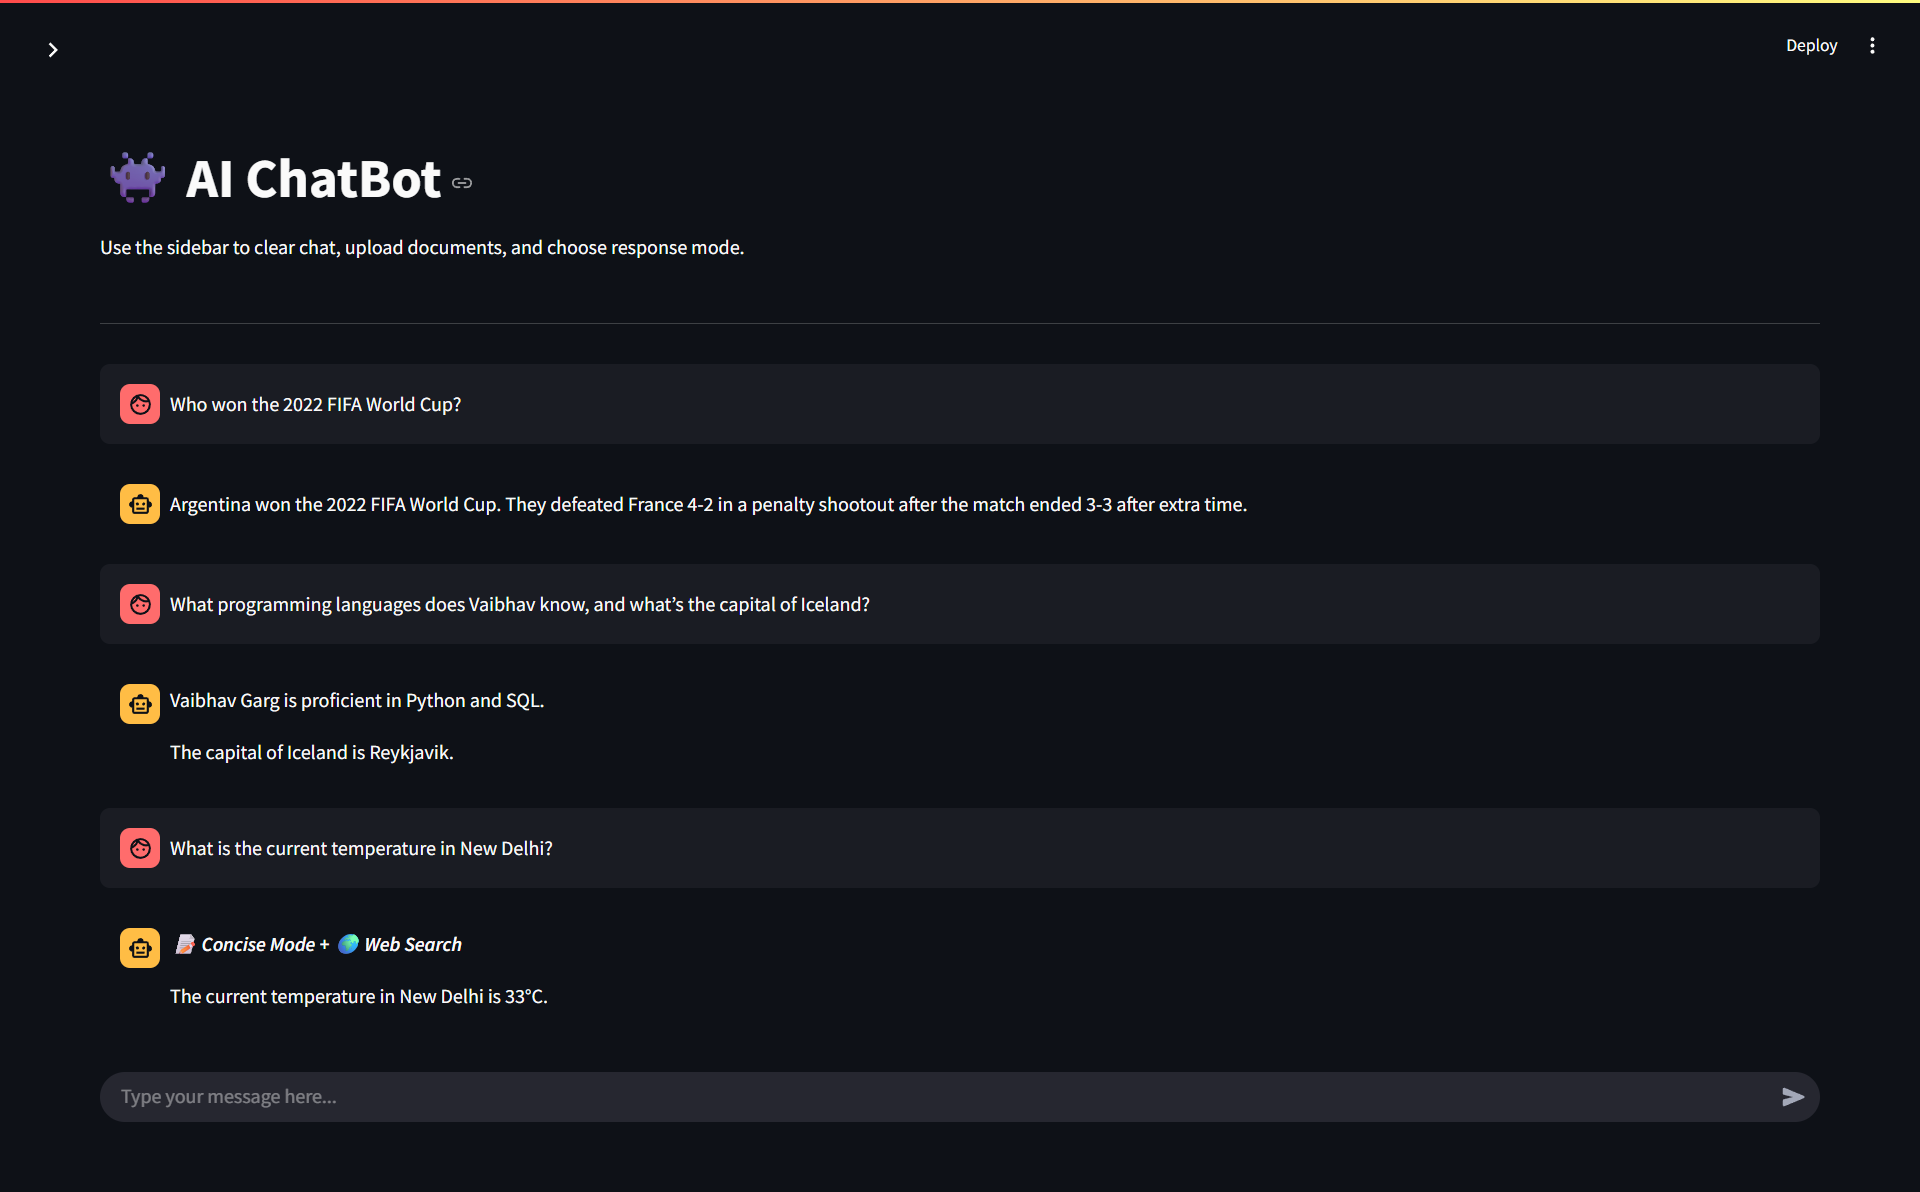 Deploy
AI ChatBot
Use the sidebar to clear chat, upload documents, and choose response mode.
Who won the 2022 FIFA World Cup?
Argentina won the 2022 FIFA World Cup. They defeated France 4-2 in a penalty shootout after the match ended 3-3 after extra time.
What programming languages does Vaibhav know, and what’s the capital of Iceland?
Vaibhav Garg is proficient in Python and SQL.
The capital of Iceland is Reykjavik.
What is the current temperature in New Delhi?
Concise Mode + Web Search
The current temperature in New Delhi is 33°C.
Type your message here...